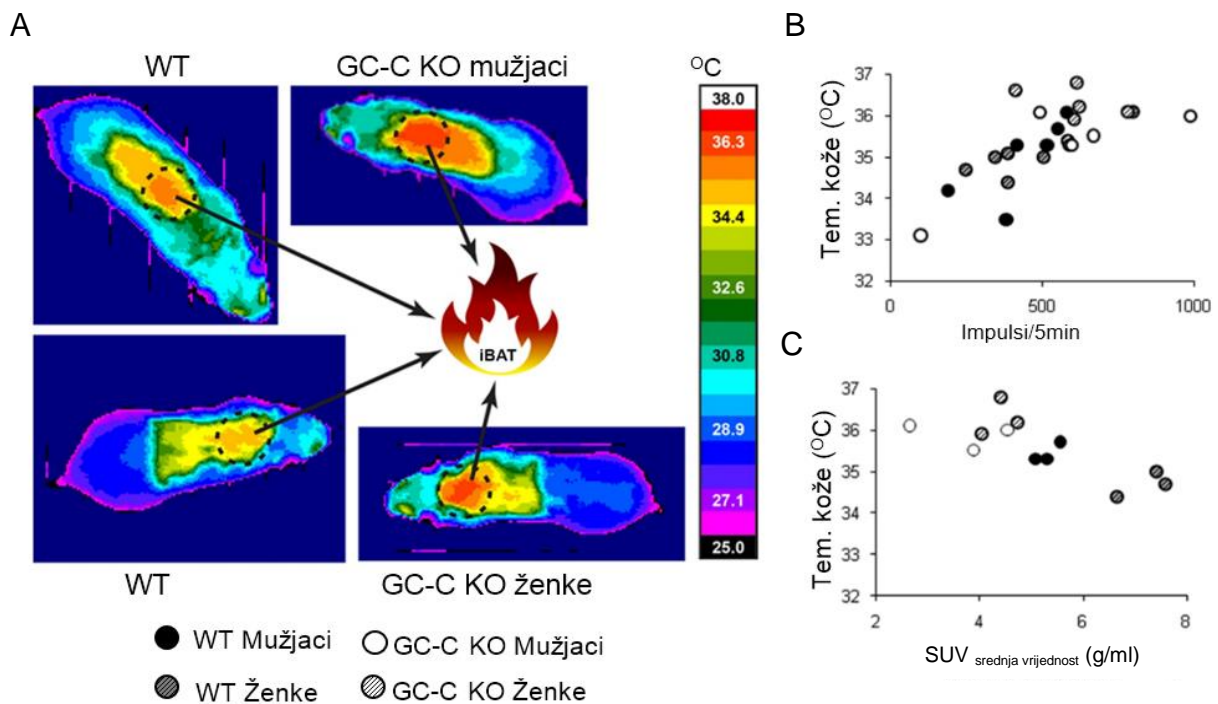 A
WT
GC-C KO mužjaci
OC
38.0
36.3
34.4
32.6
30.8
28.9
27.1
25.0
iBAT
WT
GC-C KO ženke
WT Mužjaci
GC-C KO Mužjaci
WT Ženke
GC-C KO Ženke
B
Tem. kože (OC)
37
36
35
34
33
32
0
500
1000
Impulsi/5min
C
Tem. kože (OC)
37
36
35
34
33
32
2
4
6
8
SUV srednja vrijednost (g/ml)